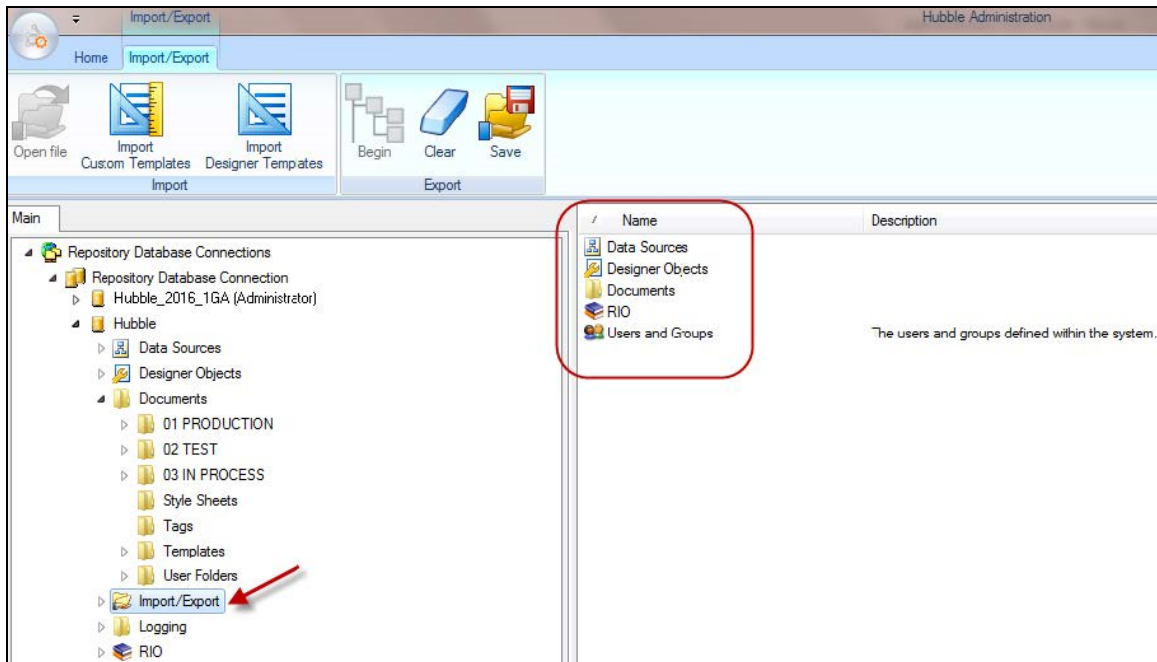 Import/Export
Hubble Administration
Home
Import/Export
Open file
Import
Custom Templates
Import
Designer Tempates
Begin
Clear
Save
Import
Export
Main
Name
Description
Repository Database Connections
Repository Database Connection
Hubble_2016_1GA (Administrator)
Hubble
Data Sources
Designer Objects
Documents
01 PRODUCTION
02 TEST
03 IN PROCESS
Style Sheets
Tags
Templates
User Folders
Import/Export
Logging
RIO
Data Sources
Designer Objects
Documents
RIO
Users and Groups
The users and groups defined within the system.